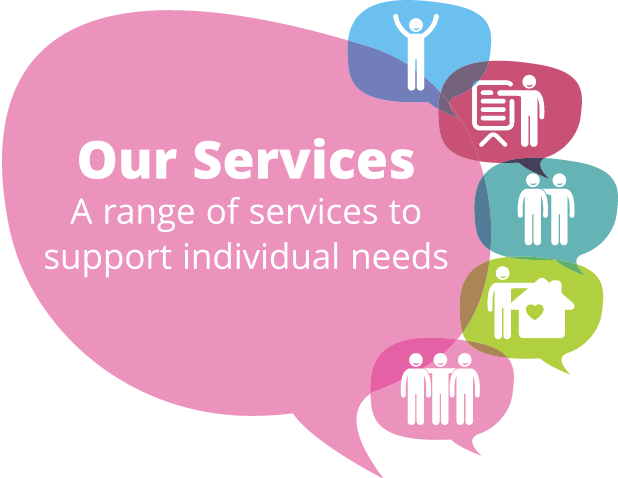 Our Services
A range of services to
support individual needs